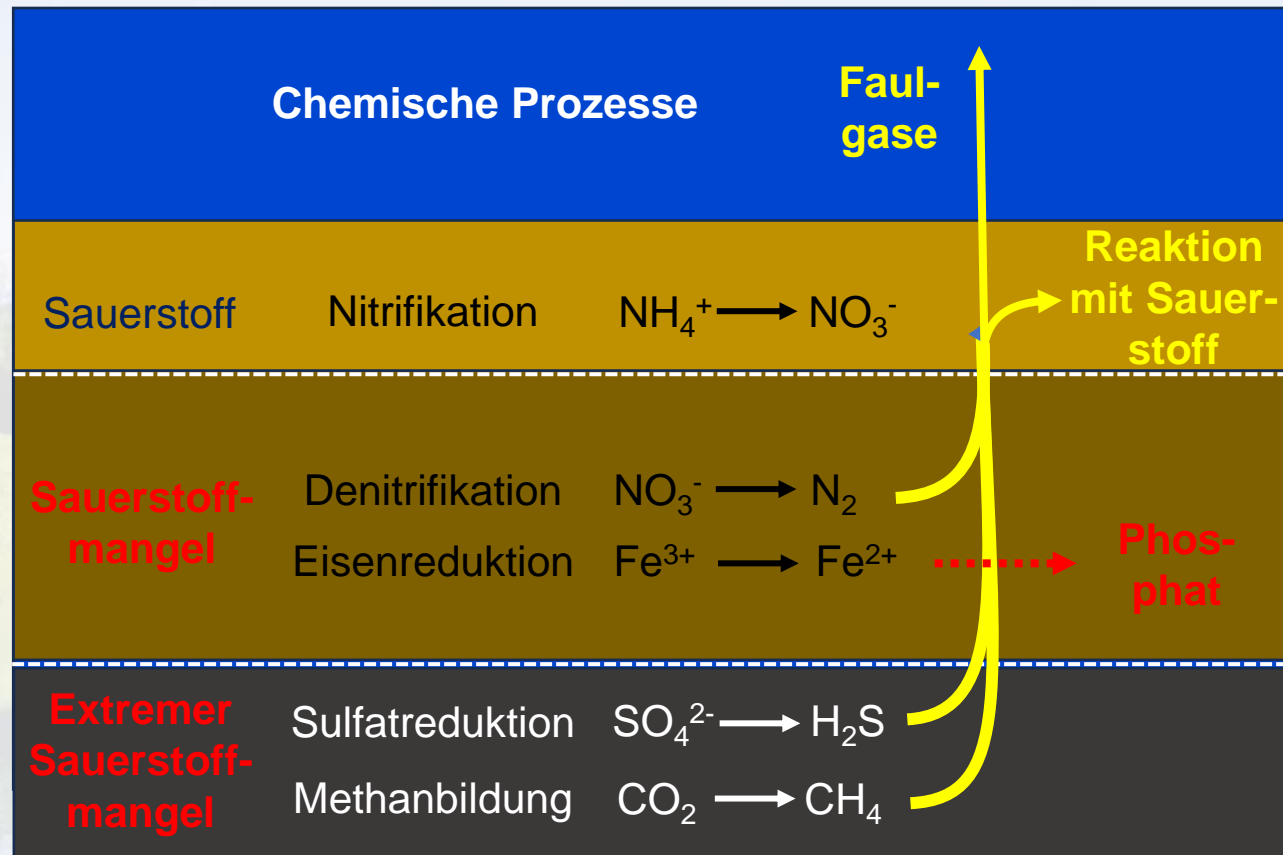 Chemische Prozesse
Faul-
gase
Sauerstoff
Nitrifikation
NH₄⁺ → NO₃⁻
Reaktion
mit Sauer-
stoff
Sauerstoff-
mangel
Denitrifikation
NO₃⁻ → N₂
Eisenreduktion
Fe³⁺ → Fe²⁺
Phos-
phat
Extremer
Sauerstoff-
mangel
Sulfatreduktion
SO₄²⁻ → H₂S
Methanbildung
CO₂ → CH₄